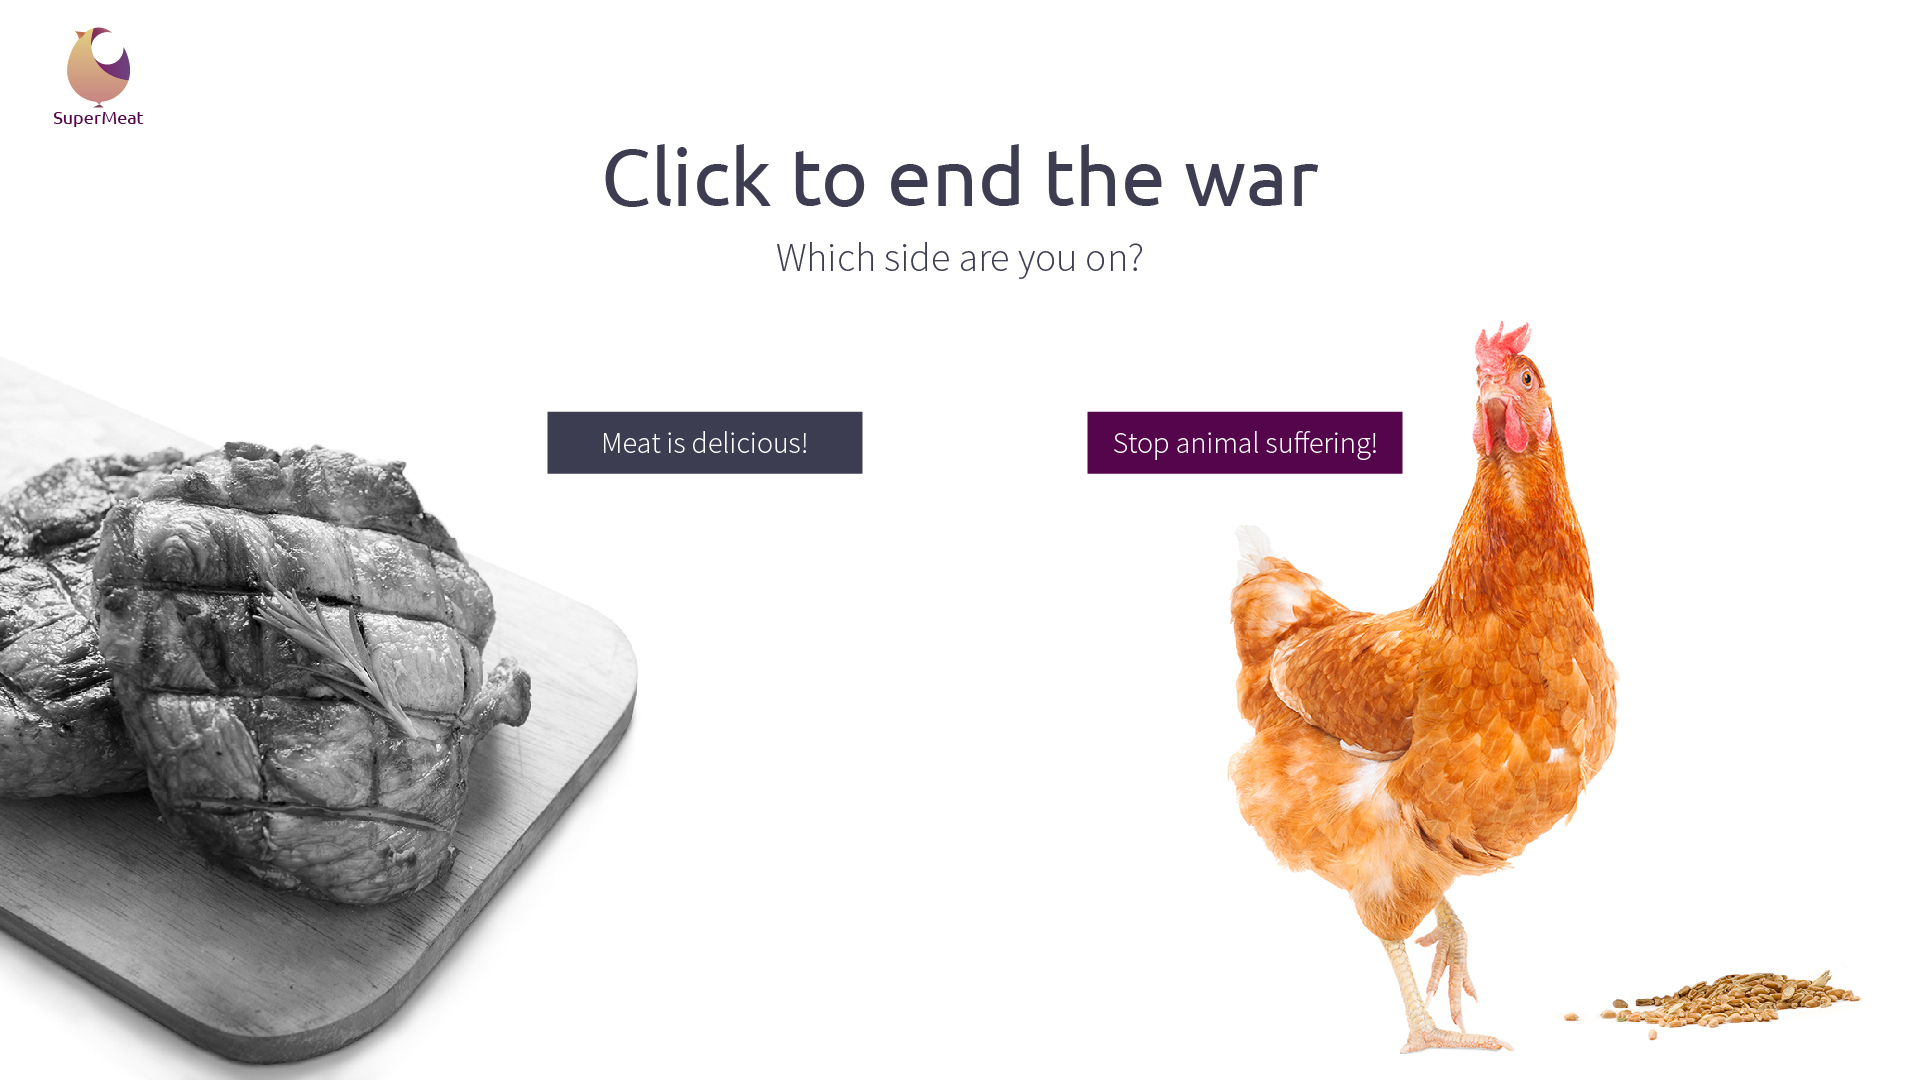 SuperMeat
Click to end the war
Which side are you on?
Meat is delicious!
Stop animal suffering!